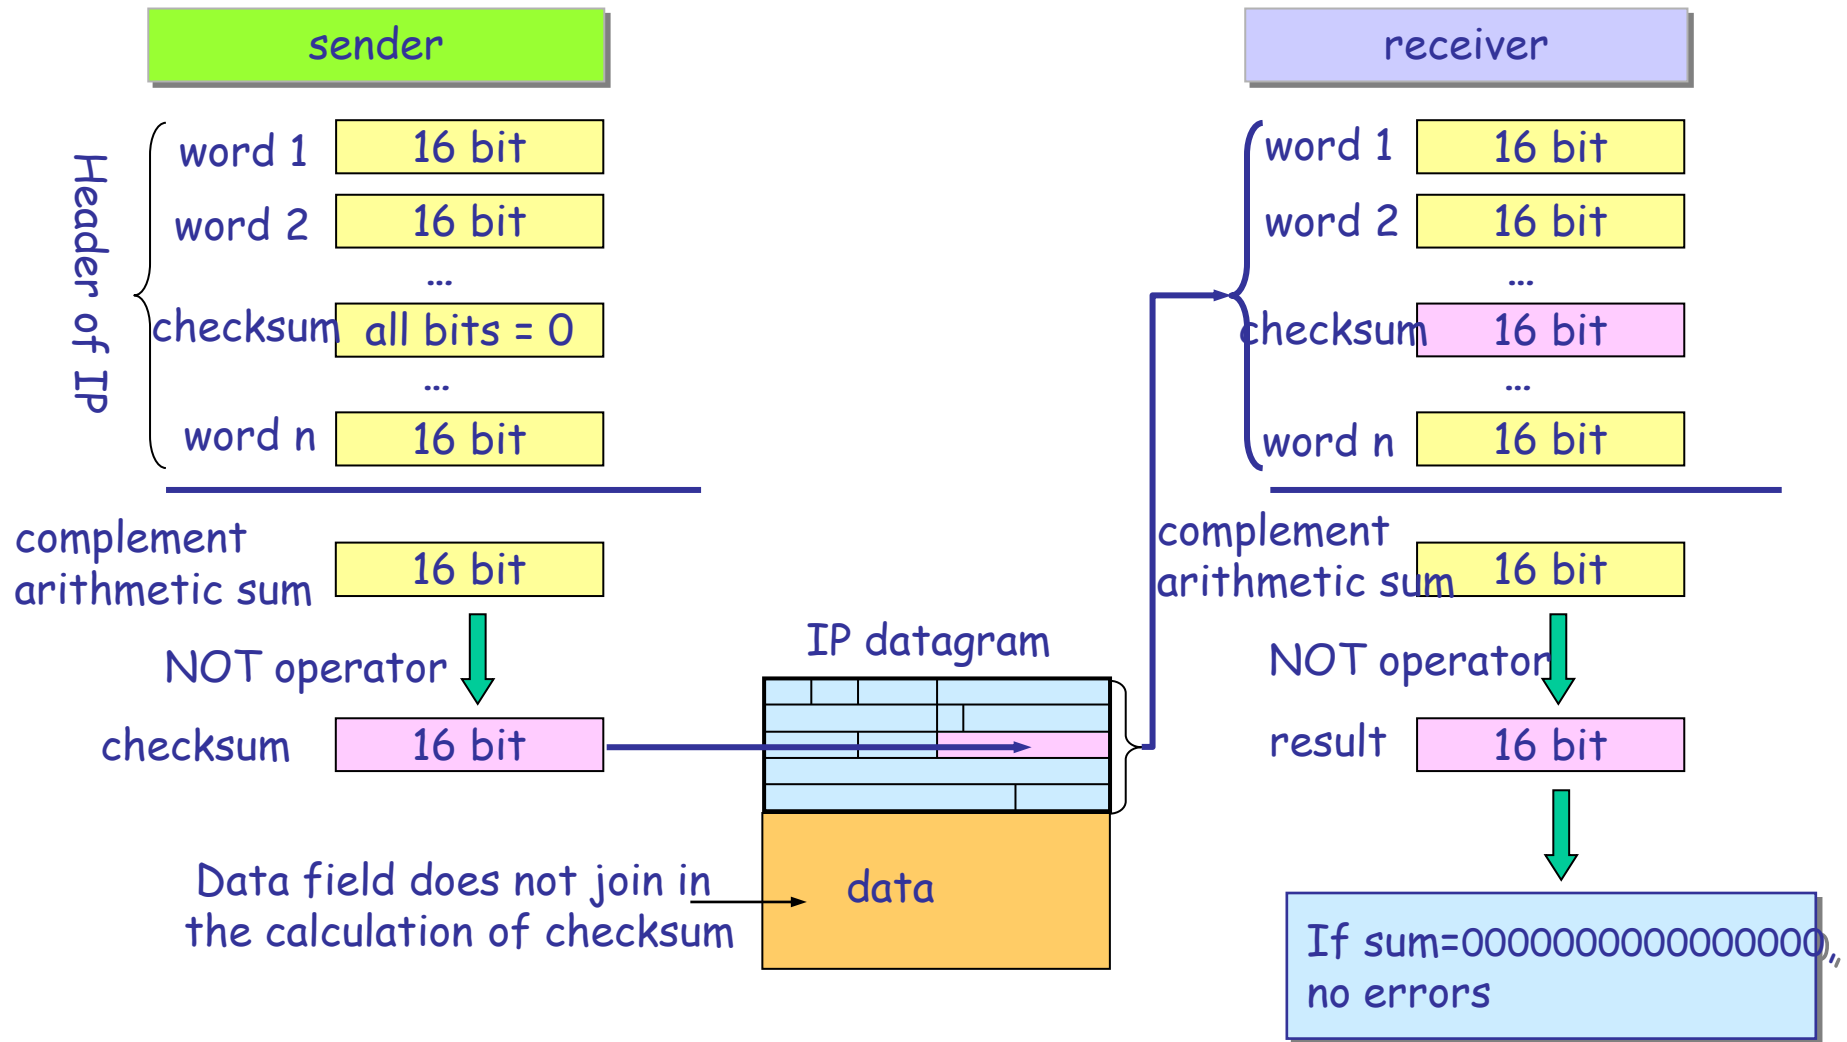 sender
Header of IP
word 1 16 bit
word 2 16 bit
...
checksum all bits = 0
...
word n 16 bit
complement
arithmetic sum 16 bit
NOT operator
checksum 16 bit
IP datagram
data
Data field does not join in
the calculation of checksum
receiver
word 1 16 bit
word 2 16 bit
...
checksum 16 bit
...
word n 16 bit
complement
arithmetic sum 16 bit
NOT operator
result 16 bit
If sum=0000000000000000,
no errors